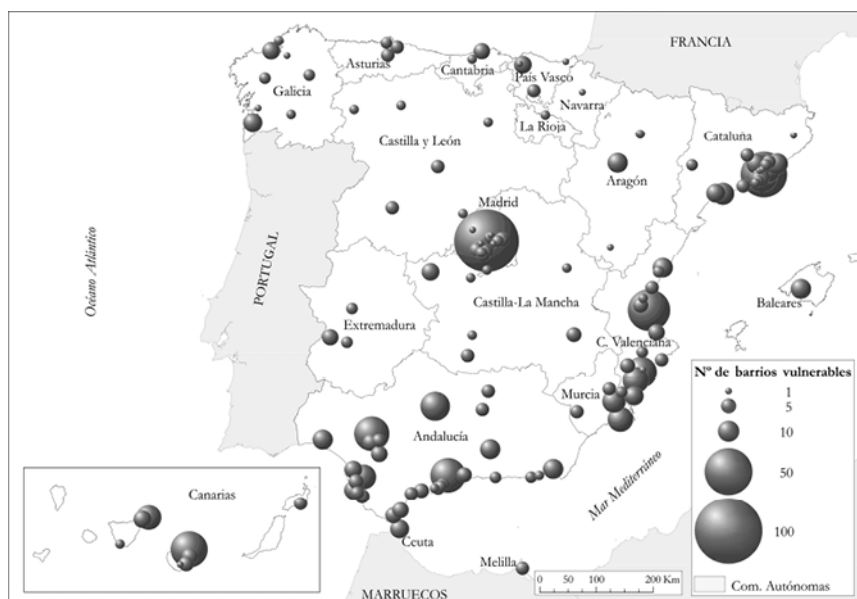 FRANCIA
Asturias
Cantabria
País Vasco
Galicia
Navarra
La Rioja
Cataluña
Castilla y León
Aragón
Madrid
Océano Atlántico
PORTUGAL
Baleares
Castilla-La Mancha
Extremadura
C. Valenciana
Nº de barrios vulnerables
1
5
10
50
100
Com. Autónomas
Murcia
Andalucía
Mar Mediterráneo
Canarias
Ceuta
Melilla
0 50 100 200 Km
MARRUECOS